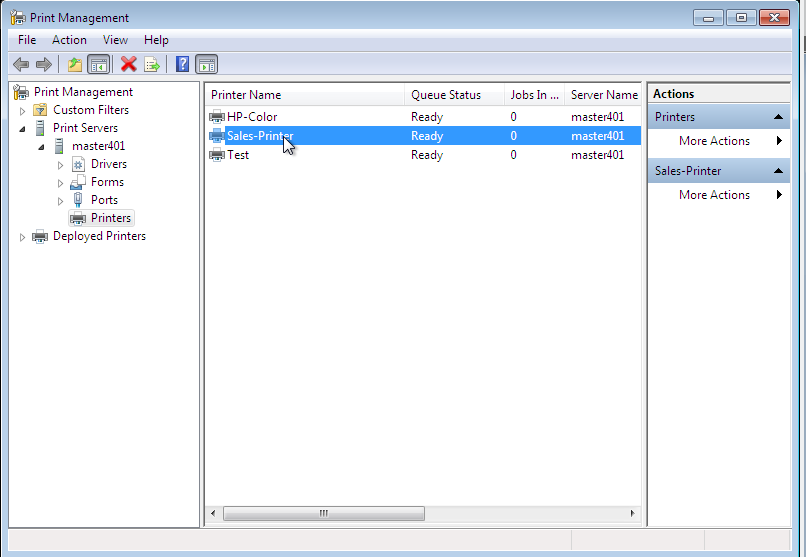 Print Management
File Action View Help
Print Management
Custom Filters
Print Servers
master401
Drivers
Forms
Ports
Printers
Deployed Printers
Printer Name Queue Status Jobs In ... Server Name
HP-Color Ready 0 master401
Sales-Printer Ready 0 master401
Test Ready 0 master401
Actions
Printers
More Actions
Sales-Printer
More Actions